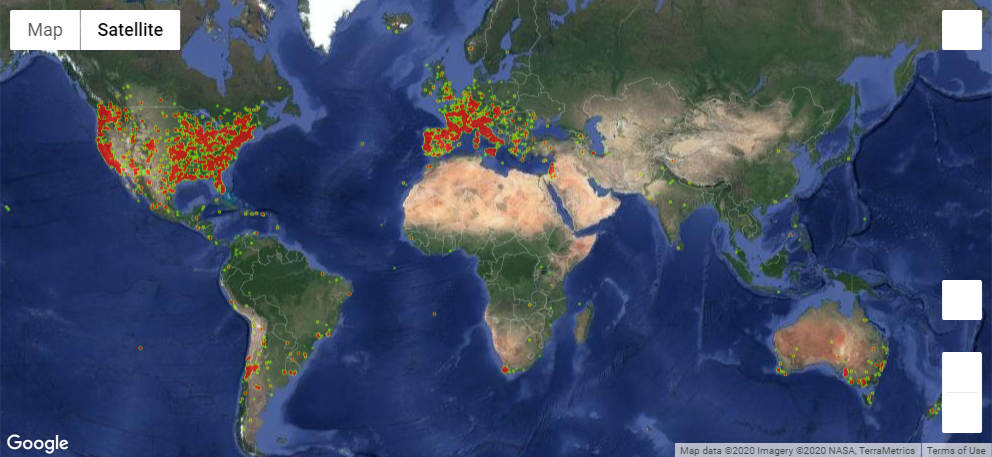 Map Satellite
Google
Map data ©2020 Imagery ©2020 NASA, TerraMetrics Terms of Use